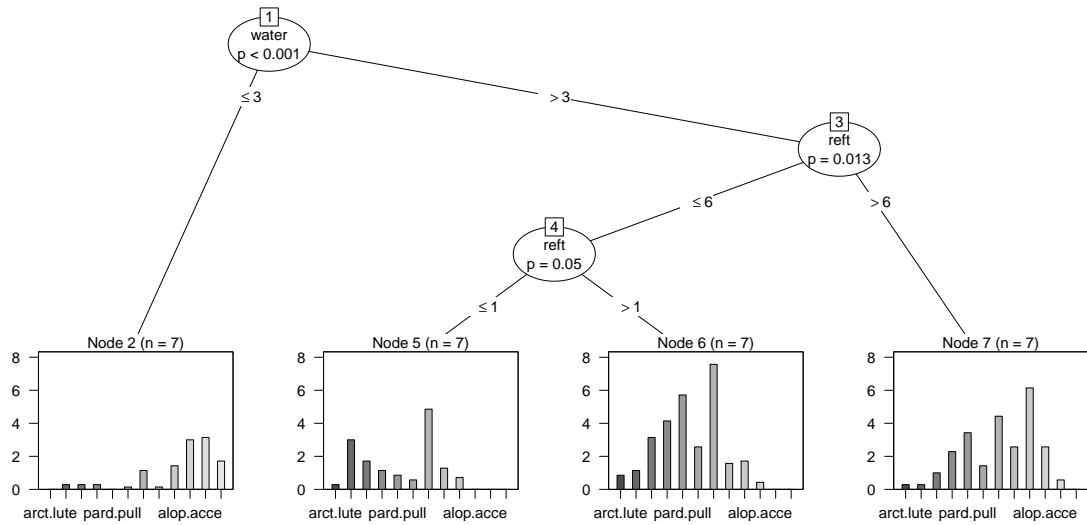 1
water
p < 0.001
≤ 3
> 3
3
reft
p = 0.013
≤ 6
> 6
4
reft
p = 0.05
≤ 1
> 1
Node 2 (n = 7)
8
6
4
2
0
arct.lute pard.pull alop.acce
Node 5 (n = 7)
8
6
4
2
0
arct.lute pard.pull alop.acce
Node 6 (n = 7)
8
6
4
2
0
arct.lute pard.pull alop.acce
Node 7 (n = 7)
8
6
4
2
0
arct.lute pard.pull alop.acce